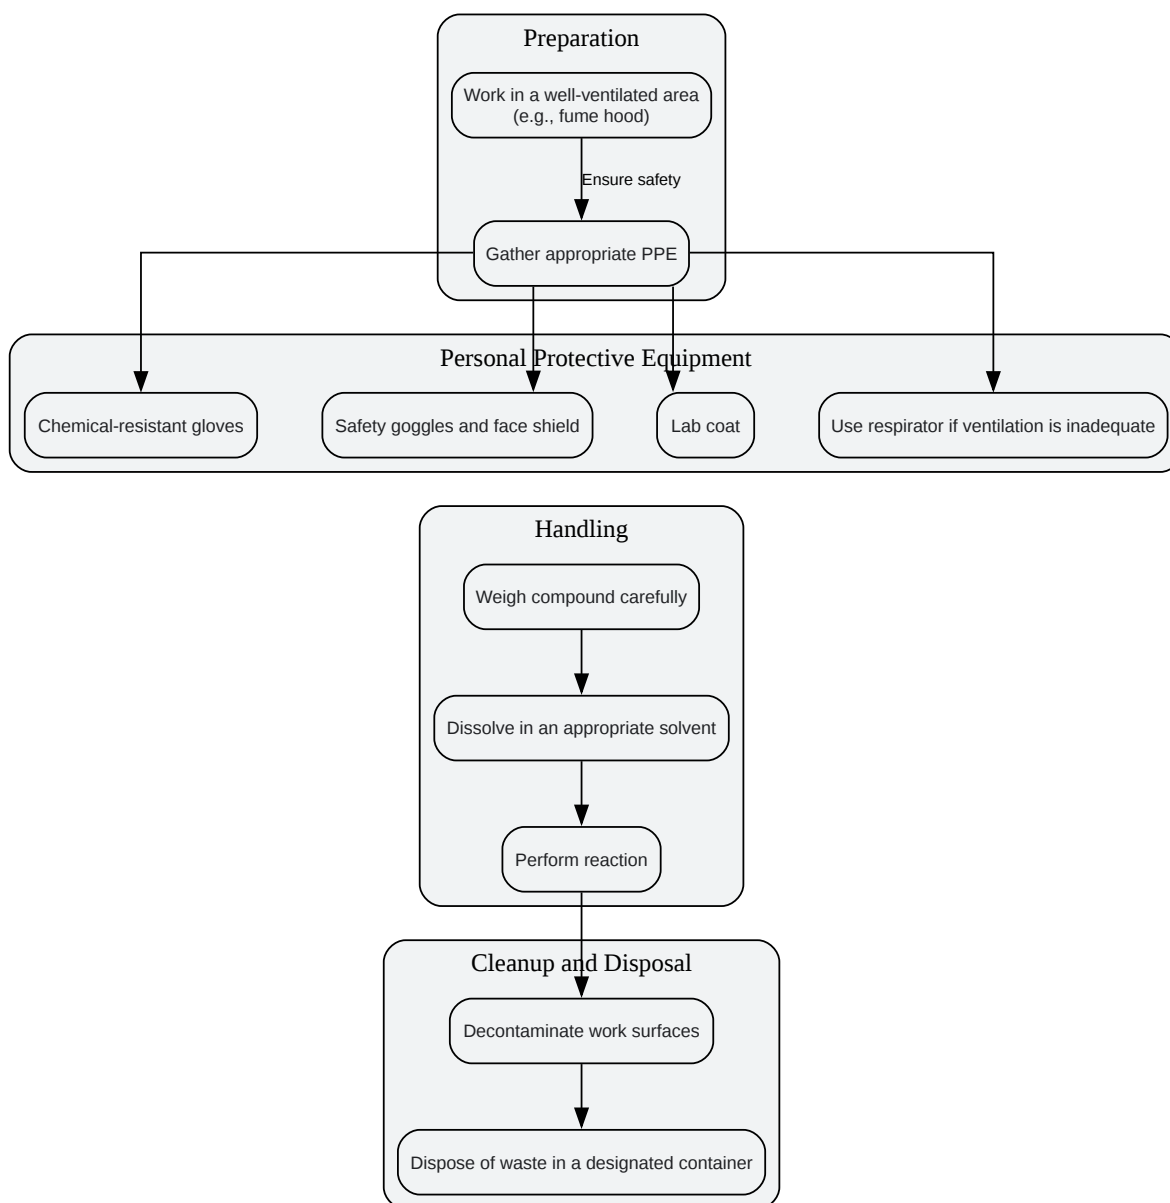 Preparation
Work in a well-ventilated area
(e.g., fume hood)
Ensure safety
Gather appropriate PPE
Personal Protective Equipment
Chemical-resistant gloves
Safety goggles and face shield
Lab coat
Use respirator if ventilation is inadequate
Handling
Weigh compound carefully
Dissolve in an appropriate solvent
Perform reaction
Cleanup and Disposal
Decontaminate work surfaces
Dispose of waste in a designated container